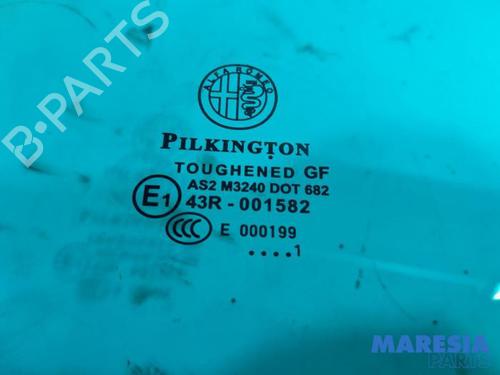 B-PARTS
ALFA ROMEO
PILKINGTON
TOUGHENED GF
AS2 M3240 DOT 682
E1 43R - 001582
CCC E 000199
....1
MARESIA
PARTS